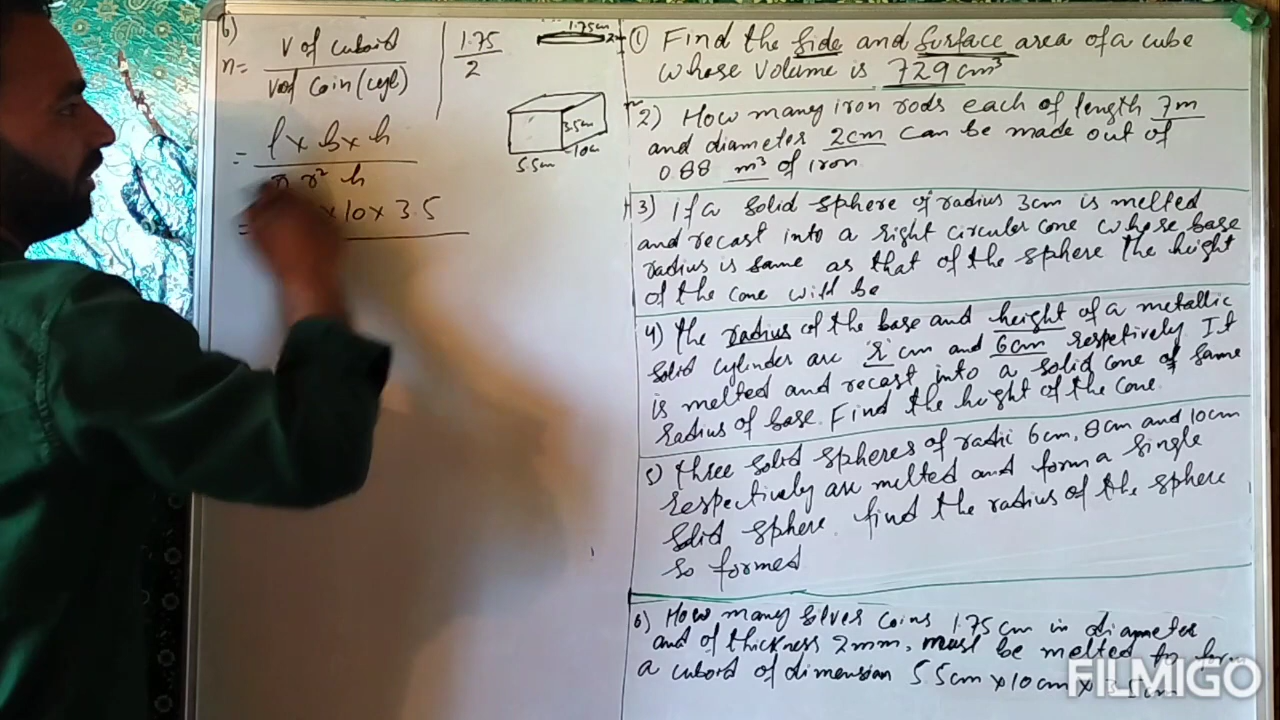 6)
n = V of cuboid / V of Coin (cyl)
1.75 / 2
= l × b × h / π r² h
= × 10 × 3.5
1.75cm
3.5cm
10cm
5.5cm
① Find the Side and Surface area of a cube
whose Volume is 729 cm³
2) How many iron rods each of length 7m
and diameter 2cm can be made out of
0.88 m³ of iron
3) If a Solid Sphere of radius 3cm is melted
and recast into a right circular cone whose base
radius is same as that of the sphere the height
of the cone will be
4) the radius of the base and height of a metallic
Solid cylinder are cm and 6cm respetively It
is melted and recast into a solid cone of same
radius of base. Find the height of the cone.
5) three Solid Spheres of radii 6cm, 8cm and 10cm
respectively are melted and form a single
Solid sphere. find the radius of the sphere
so formed
6) How many Silver coins 1.75 cm in diameter
and of thickness 2mm, must be melted to
a cuboid of dimension 5.5cm × 10cm × 3.5cm
FILMIGO